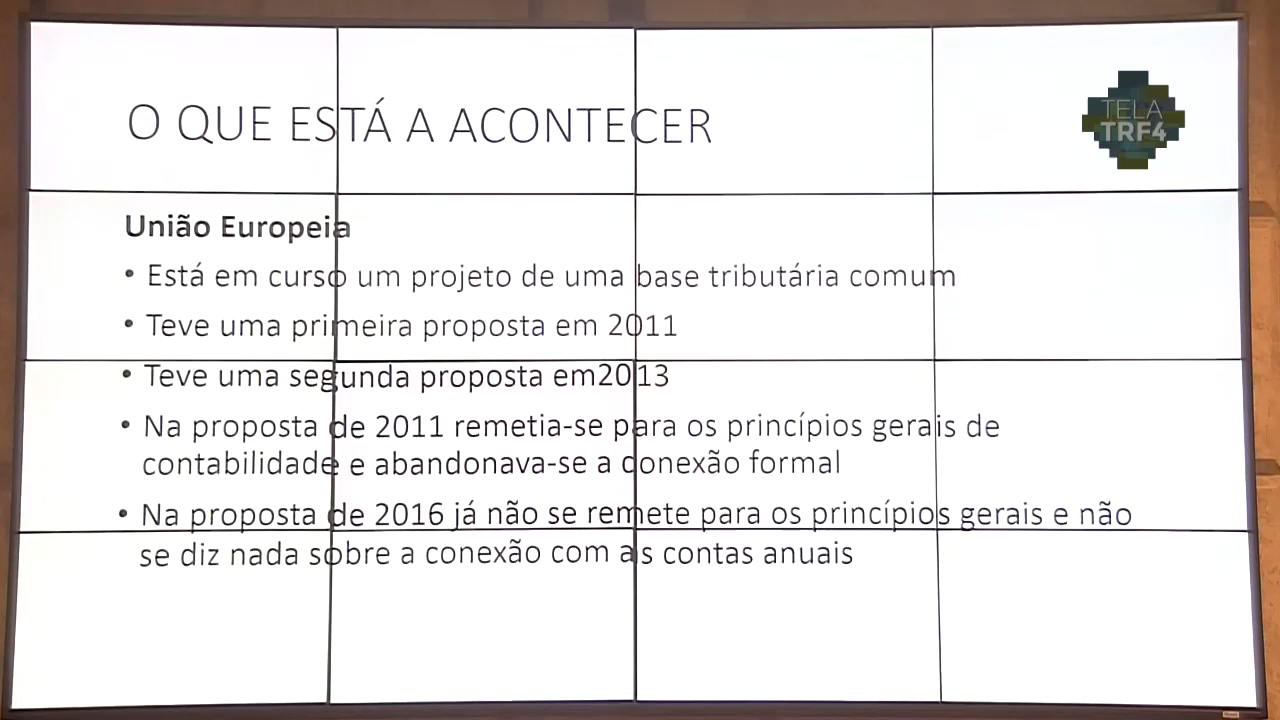 O QUE ESTÁ A ACONTECER
TELA
TRF4
União Europeia
• Está em curso um projeto de uma base tributária comum
• Teve uma primeira proposta em 2011
• Teve uma segunda proposta em2013
• Na proposta de 2011 remetia-se para os princípios gerais de
contabilidade e abandonava-se a conexão formal
• Na proposta de 2016 já não se remete para os princípios gerais e não
se diz nada sobre a conexão com as contas anuais